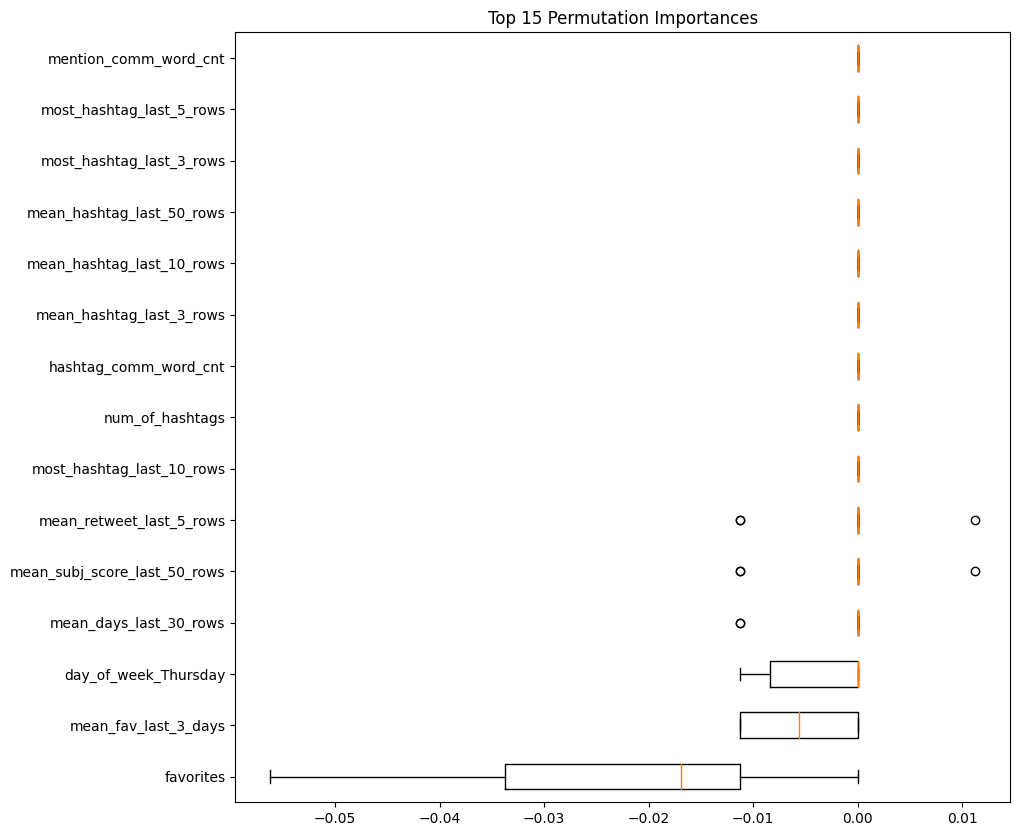 Top 15 Permutation Importances
mention_comm_word_cnt
most_hashtag_last_5_rows
most_hashtag_last_3_rows
mean_hashtag_last_50_rows
mean_hashtag_last_10_rows
mean_hashtag_last_3_rows
hashtag_comm_word_cnt
num_of_hashtags
most_hashtag_last_10_rows
mean_retweet_last_5_rows
mean_subj_score_last_50_rows
mean_days_last_30_rows
day_of_week_Thursday
mean_fav_last_3_days
favorites
−0.05 −0.04 −0.03 −0.02 −0.01 0.00 0.01